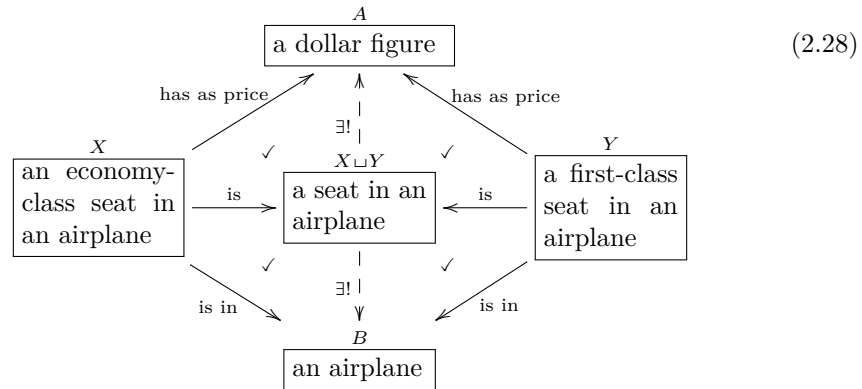 A
a dollar figure
(2.28)
has as price
has as price
∃!
X
✓
X⊔Y
✓
Y
an economy-
class seat in
an airplane
is
a seat in an
airplane
is
a first-class
seat in an
airplane
✓
✓
is in
∃!
is in
B
an airplane